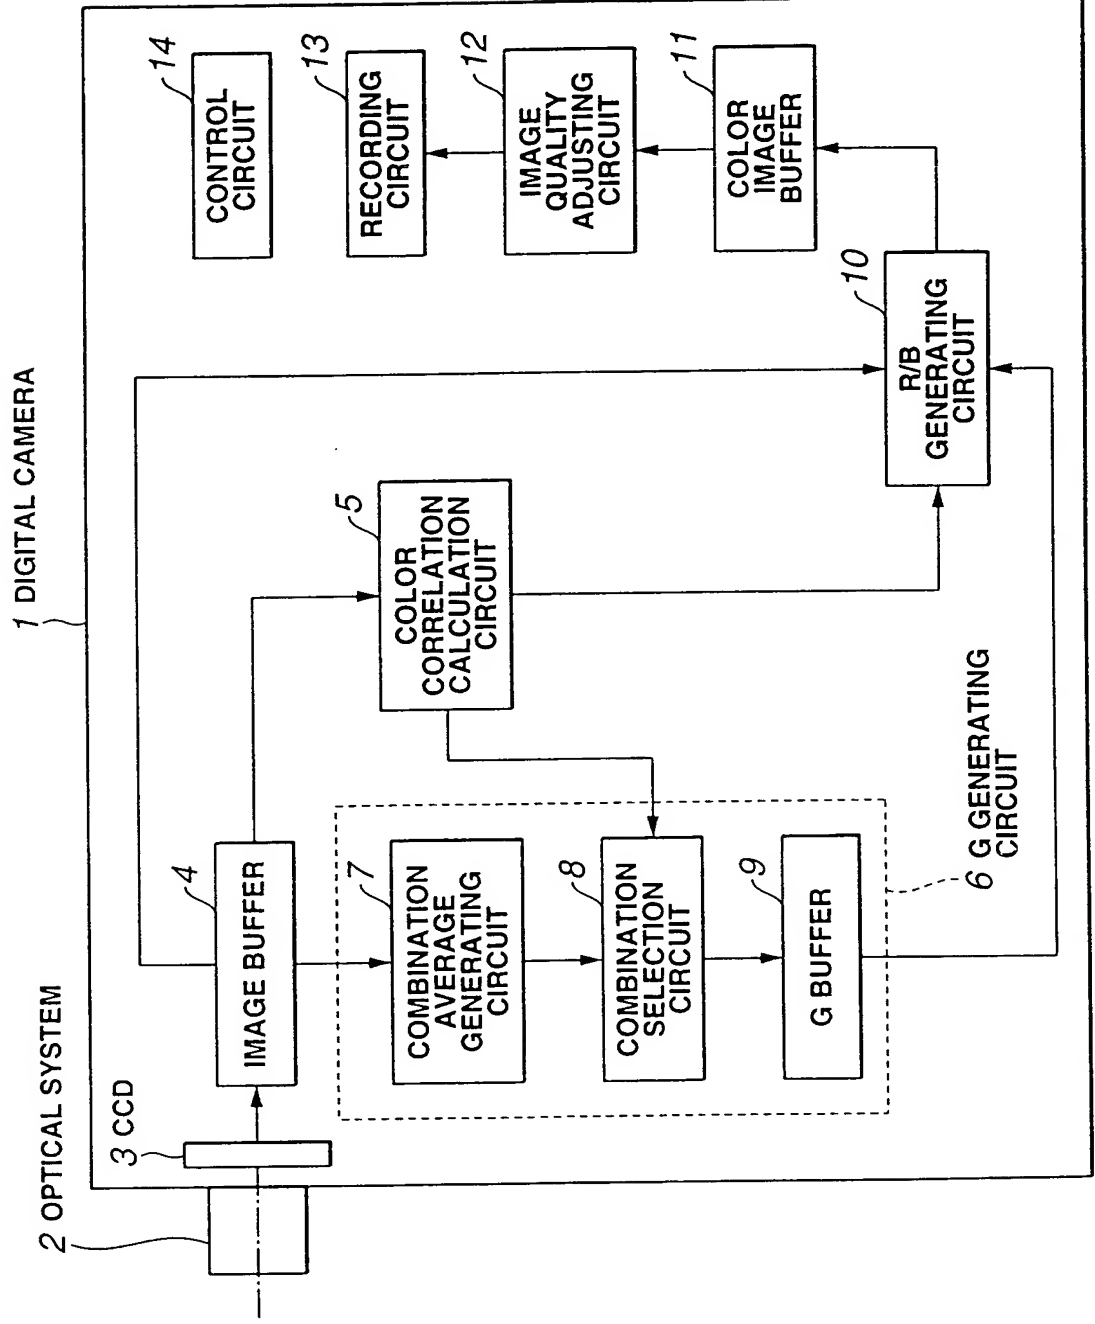 1 DIGITAL CAMERA
2 OPTICAL SYSTEM
3 CCD
4
IMAGE BUFFER
5
COLOR
CORRELATION
CALCULATION
CIRCUIT
14
CONTROL
CIRCUIT
7
COMBINATION
AVERAGE
GENERATING
CIRCUIT
13
RECORDING
CIRCUIT
8
COMBINATION
SELECTION
CIRCUIT
12
IMAGE
QUALITY
ADJUSTING
CIRCUIT
9
G BUFFER
11
COLOR
IMAGE
BUFFER
6 G GENERATING
CIRCUIT
10
R/B
GENERATING
CIRCUIT